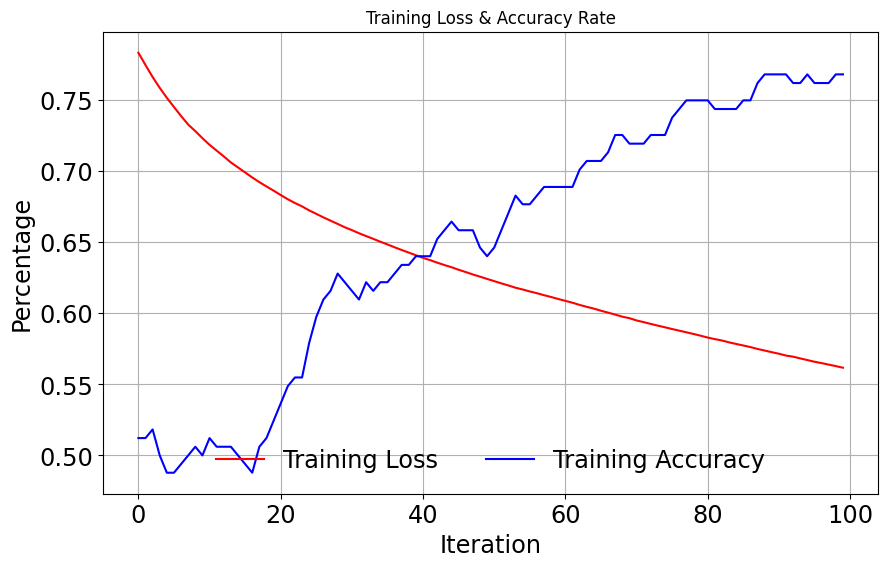 Training Loss & Accuracy Rate
Percentage
0.75
0.70
0.65
0.60
0.55
0.50
Training Loss
Training Accuracy
0 20 40 60 80 100
Iteration